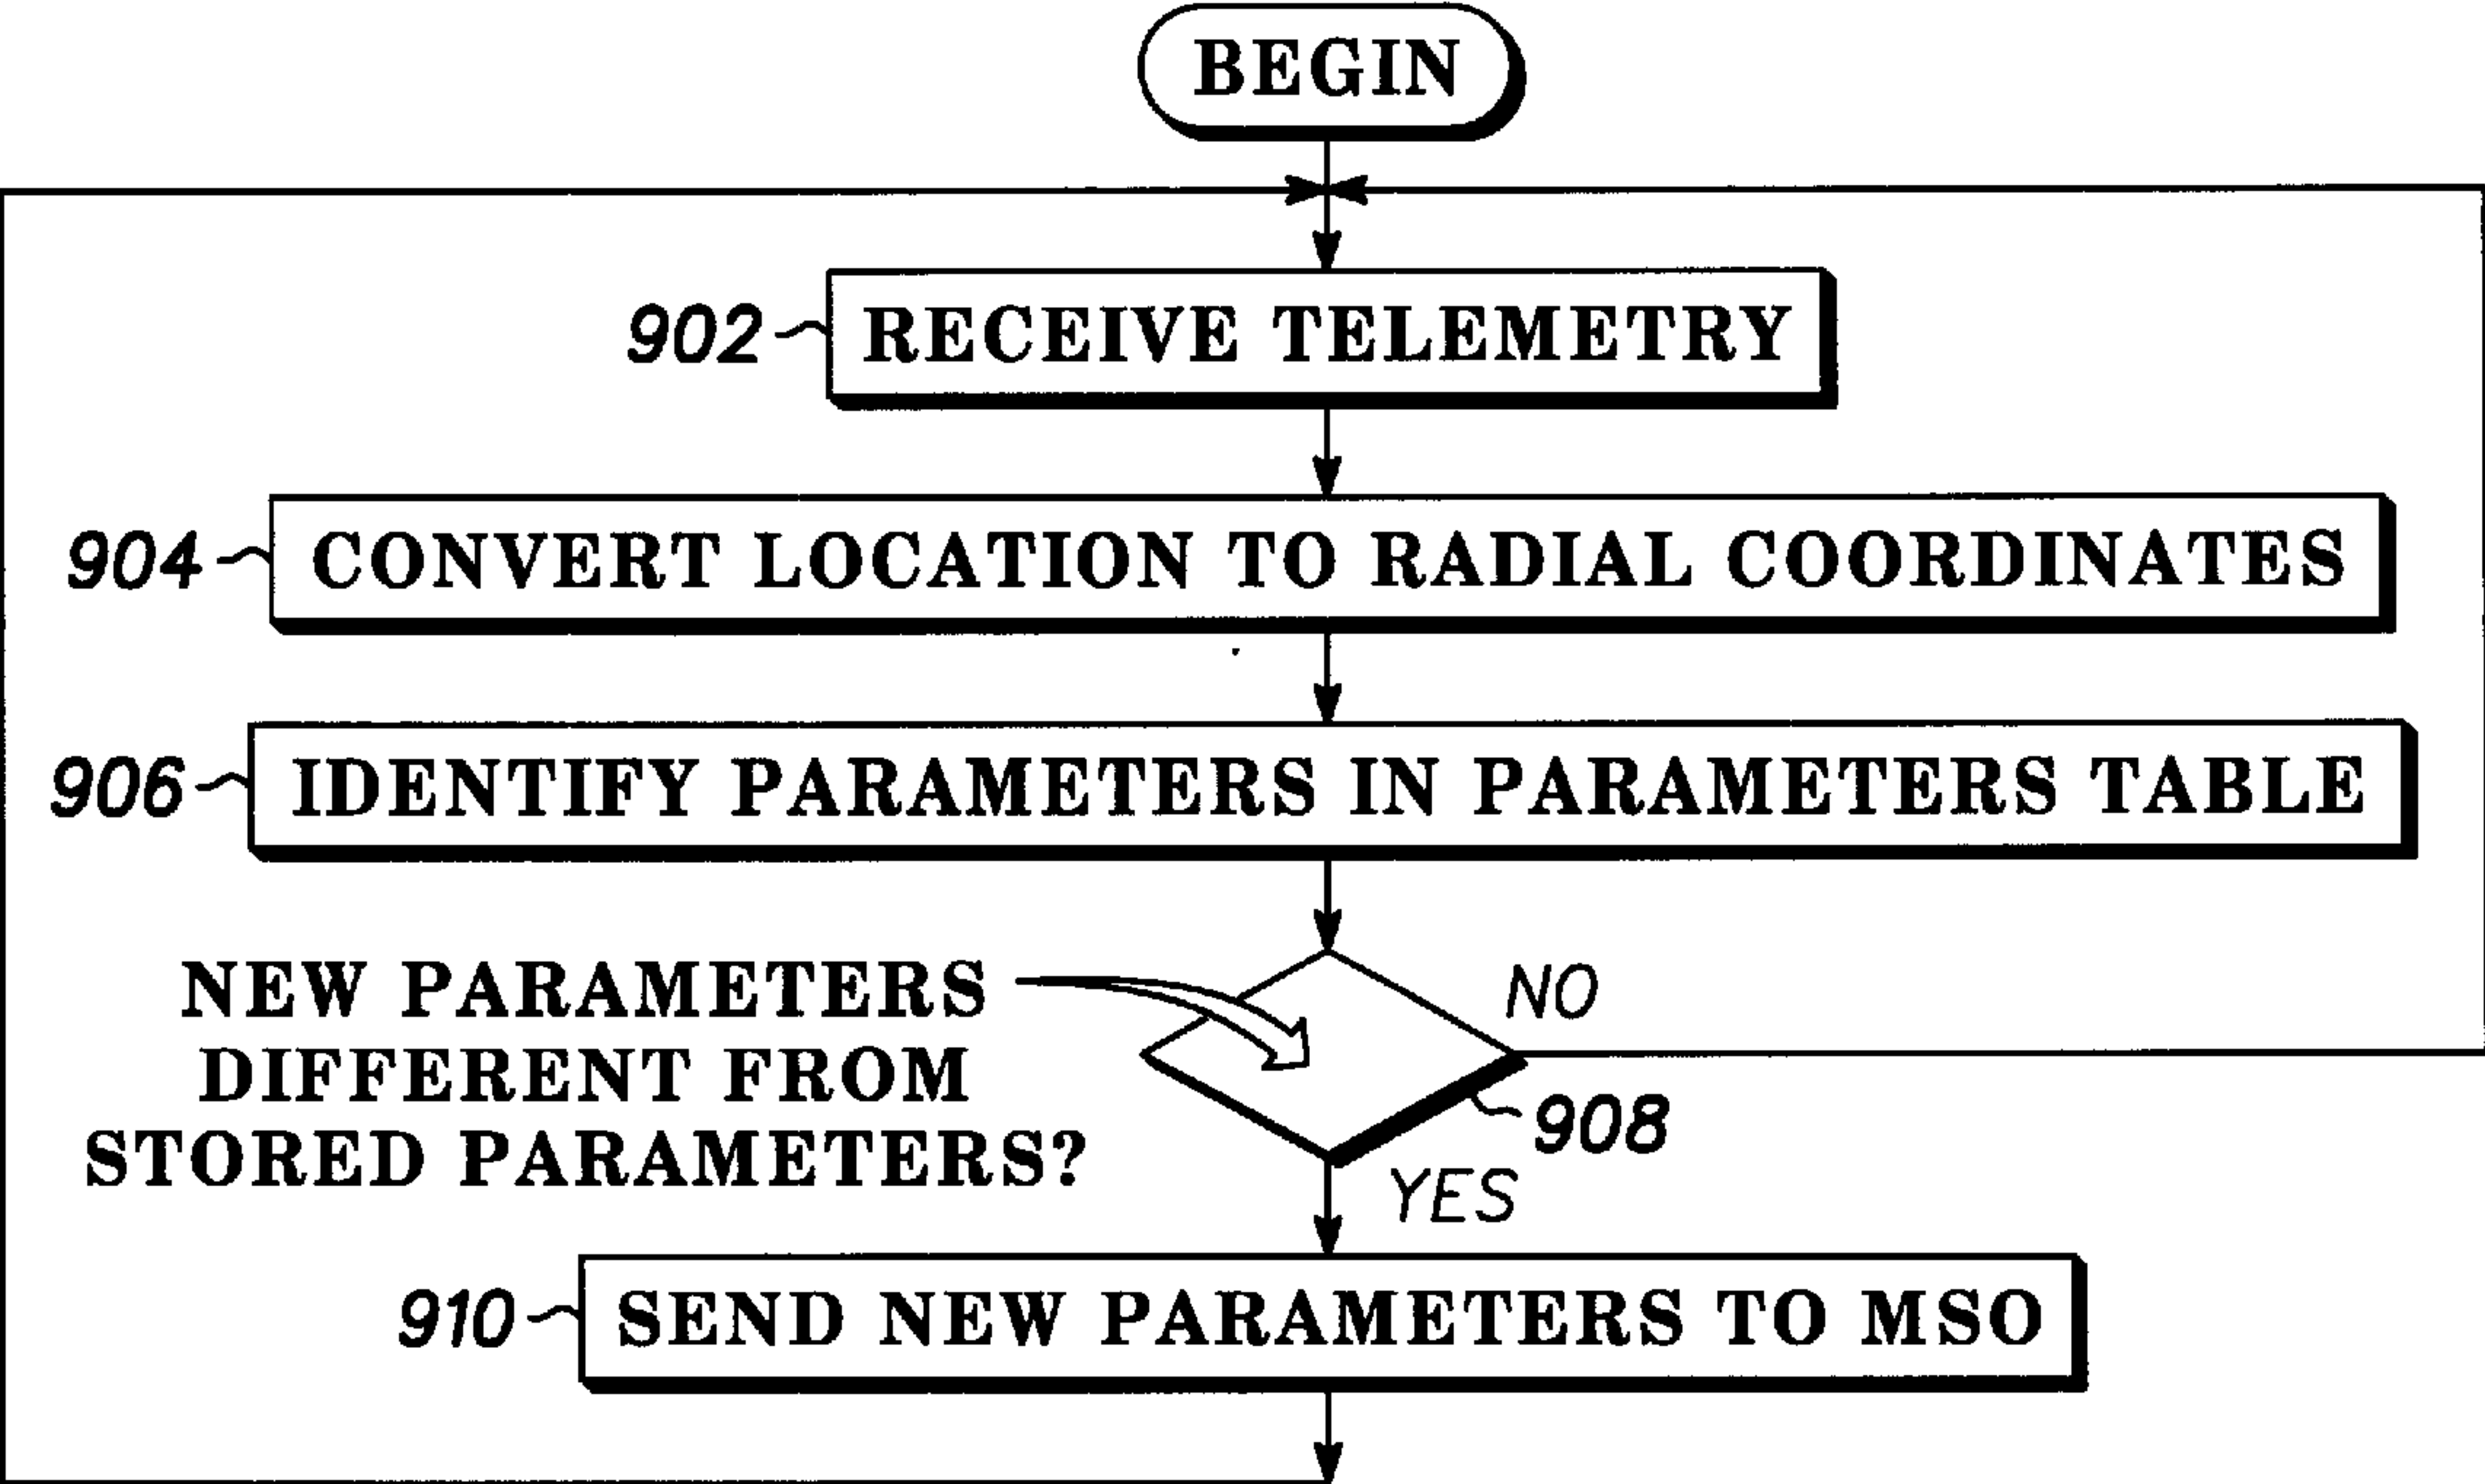 BEGIN
902
RECEIVE TELEMETRY
904
CONVERT LOCATION TO RADIAL COORDINATES
906
IDENTIFY PARAMETERS IN PARAMETERS TABLE
NEW PARAMETERS
DIFFERENT FROM
STORED PARAMETERS?
NO
908
YES
910
SEND NEW PARAMETERS TO MSO